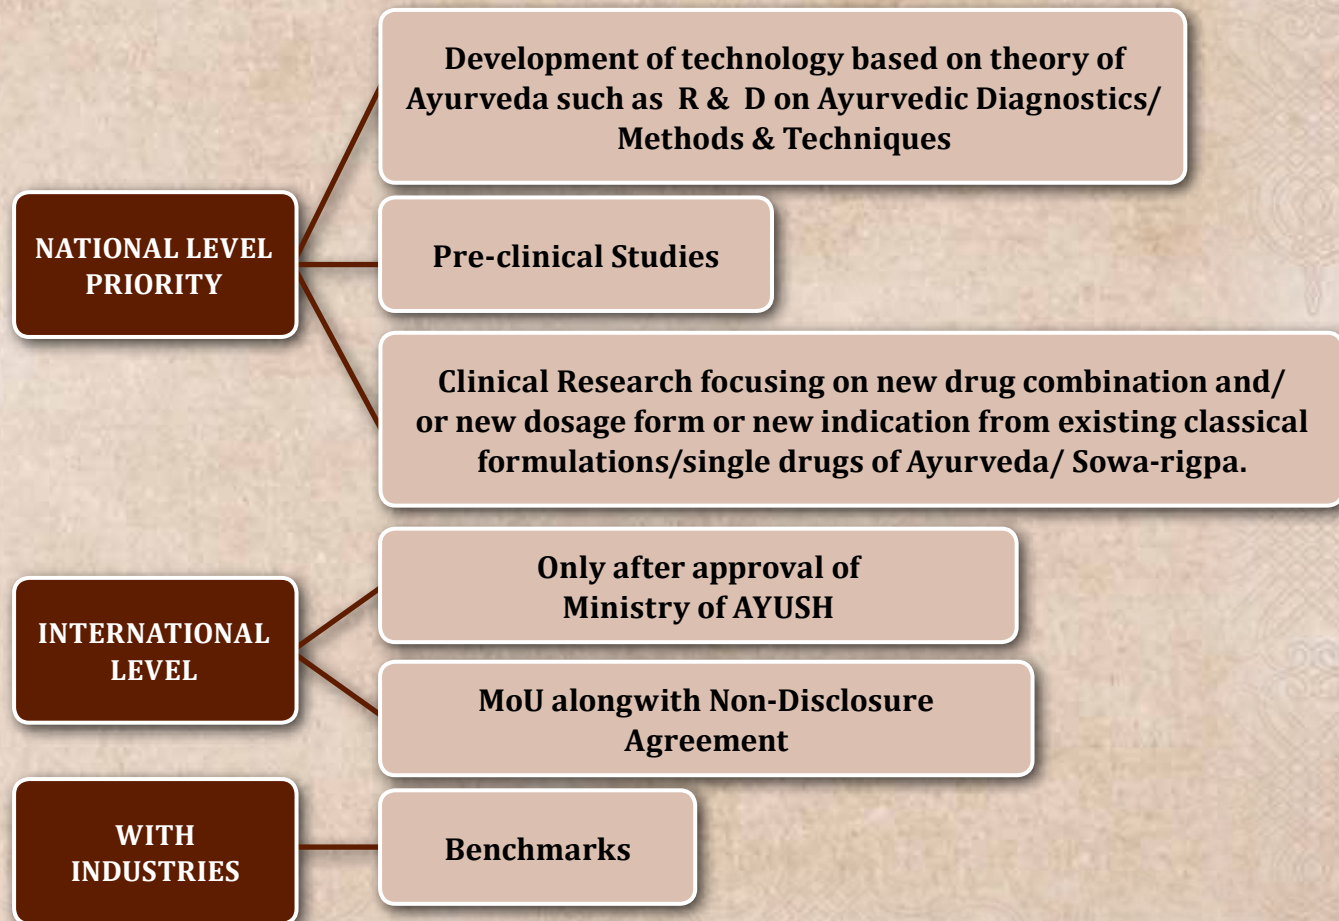 NATIONAL LEVEL
PRIORITY
Development of technology based on theory of
Ayurveda such as R & D on Ayurvedic Diagnostics/
Methods & Techniques
Pre-clinical Studies
Clinical Research focusing on new drug combination and/
or new dosage form or new indication from existing classical
formulations/single drugs of Ayurveda/ Sowa-rigpa.
INTERNATIONAL
LEVEL
Only after approval of
Ministry of AYUSH
MoU alongwith Non-Disclosure
Agreement
WITH
INDUSTRIES
Benchmarks